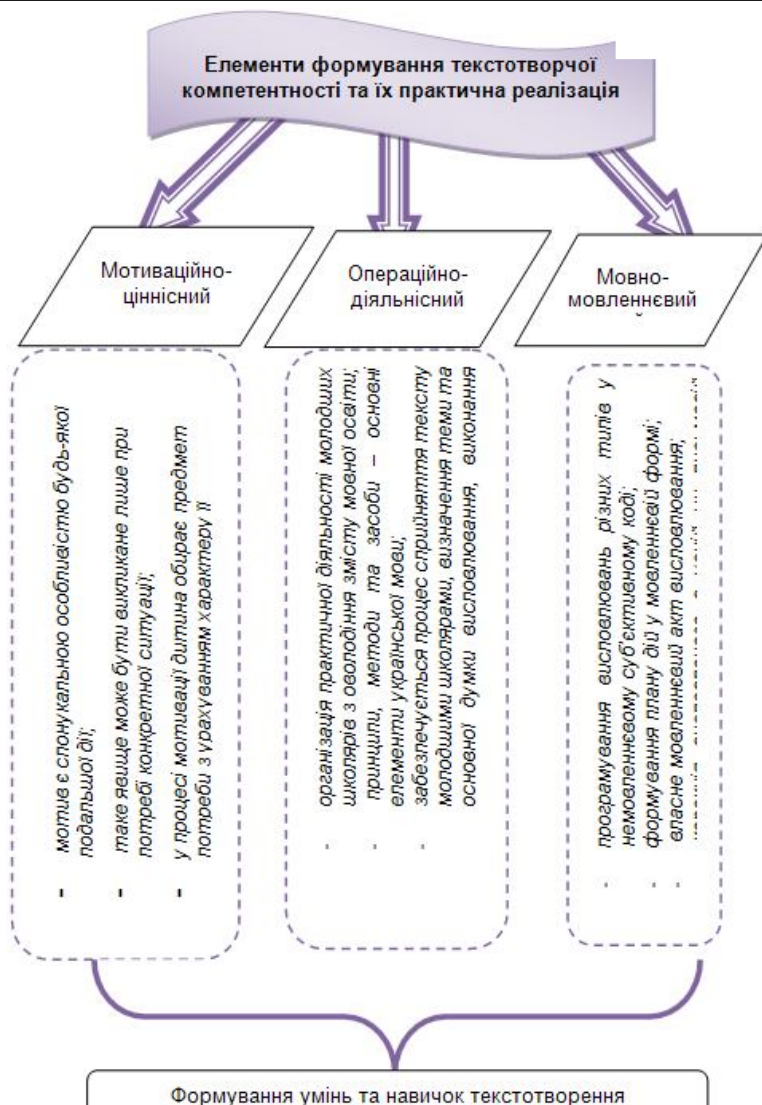 Елементи формування текстотворчої
компетентності та їх практична реалізація
Мотиваційно-
ціннісний
Операційно-
діяльнісний
Мовно-
мовленнєвий
- мотив є спонукальною особливістю будь-якої
подальшої дії;
- таке явище може бути викликане лише при
потребі конкретної ситуації;
- у процесі мотивації дитина обирає предмет
потреби з урахуванням характеру її
- організація практичної діяльності молодших
школярів з оволодіння змісту мовної освіти;
- принципи, методи та засоби – основні
елементи української мови;
- забезпечується процес сприйняття тексту
молодшими школярами, визначення теми та
основної думки висловлювання, виконання
- програмування висловлювань різних типів у
немовленнєвому суб'єктивному коді;
- формування плану дій у мовленнєвій формі;
- власне мовленнєвий акт висловлювання;
Формування умінь та навичок текстотворення